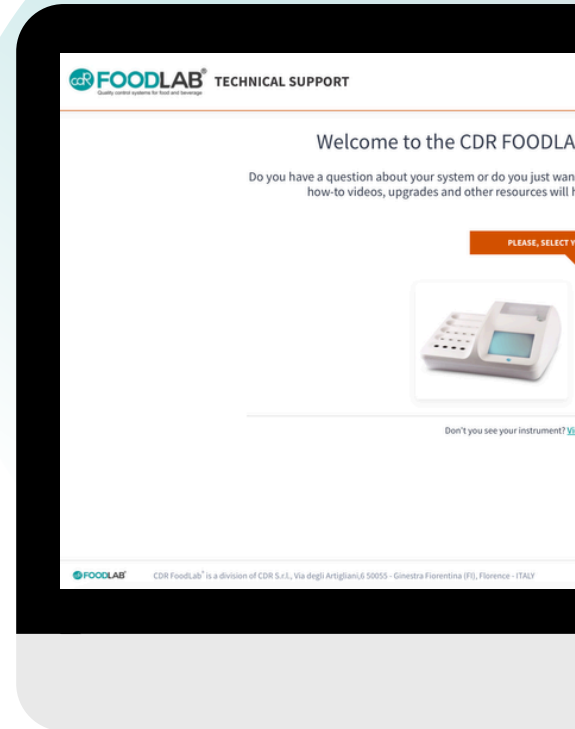 cdR FOODLAB® TECHNICAL SUPPORT
Quality control systems for food and beverage
Welcome to the CDR FOODLA
Do you have a question about your system or do you just wan
how-to videos, upgrades and other resources will h
PLEASE, SELECT Y
Don't you see your instrument? Vi
cdR FOODLAB® CDR FoodLab® is a division of CDR S.r.l., Via degli Artigliani,6 50055 - Ginestra Fiorentina (FI), Florence - ITALY